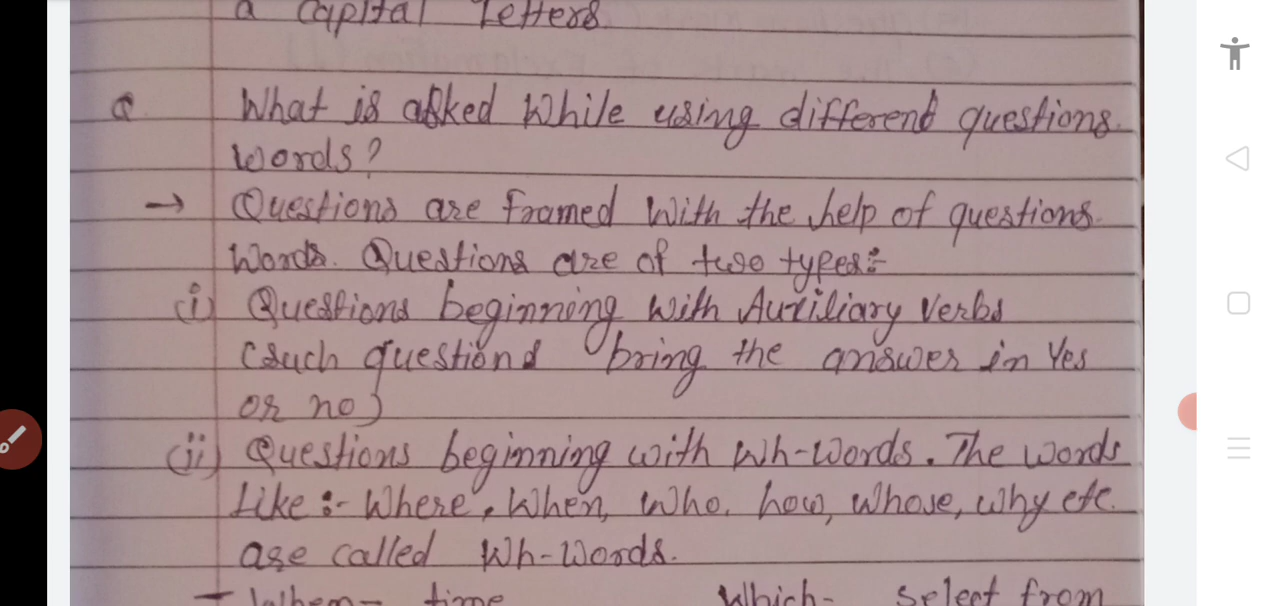 a capital letters
Q What is asked while using different questions.
words?
→ Questions are framed with the help of questions.
words. Questions are of two types:-
(i) Questions beginning with Auxiliary verbs
(such questions bring the answer in Yes
or no)
(ii) Questions beginning with Wh-words. The words
Like :- Where, When, Who, how, whose, why etc.
are called Wh-words.
→ When- time Which- select from